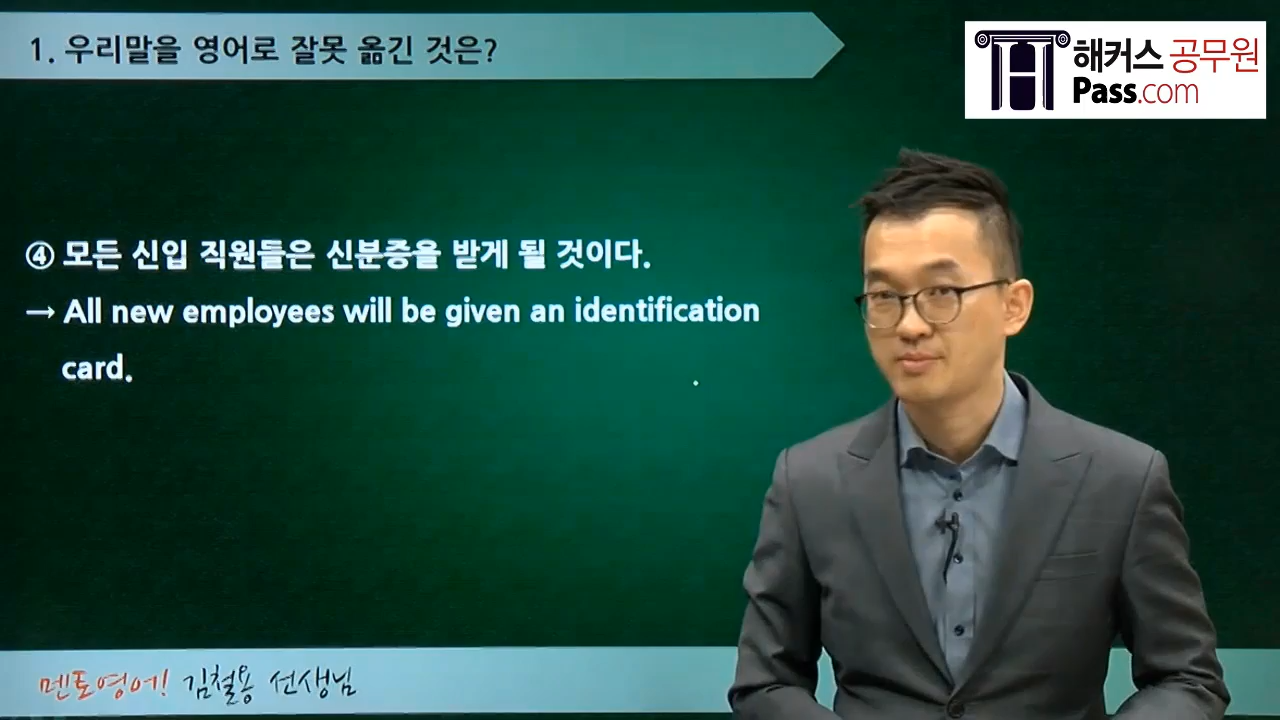 1. 우리말을 영어로 잘못 옮긴 것은?
해커스 공무원
Pass.com
④ 모든 신입 직원들은 신분증을 받게 될 것이다.
→ All new employees will be given an identification
card.
멘토영어! 김철용 선생님